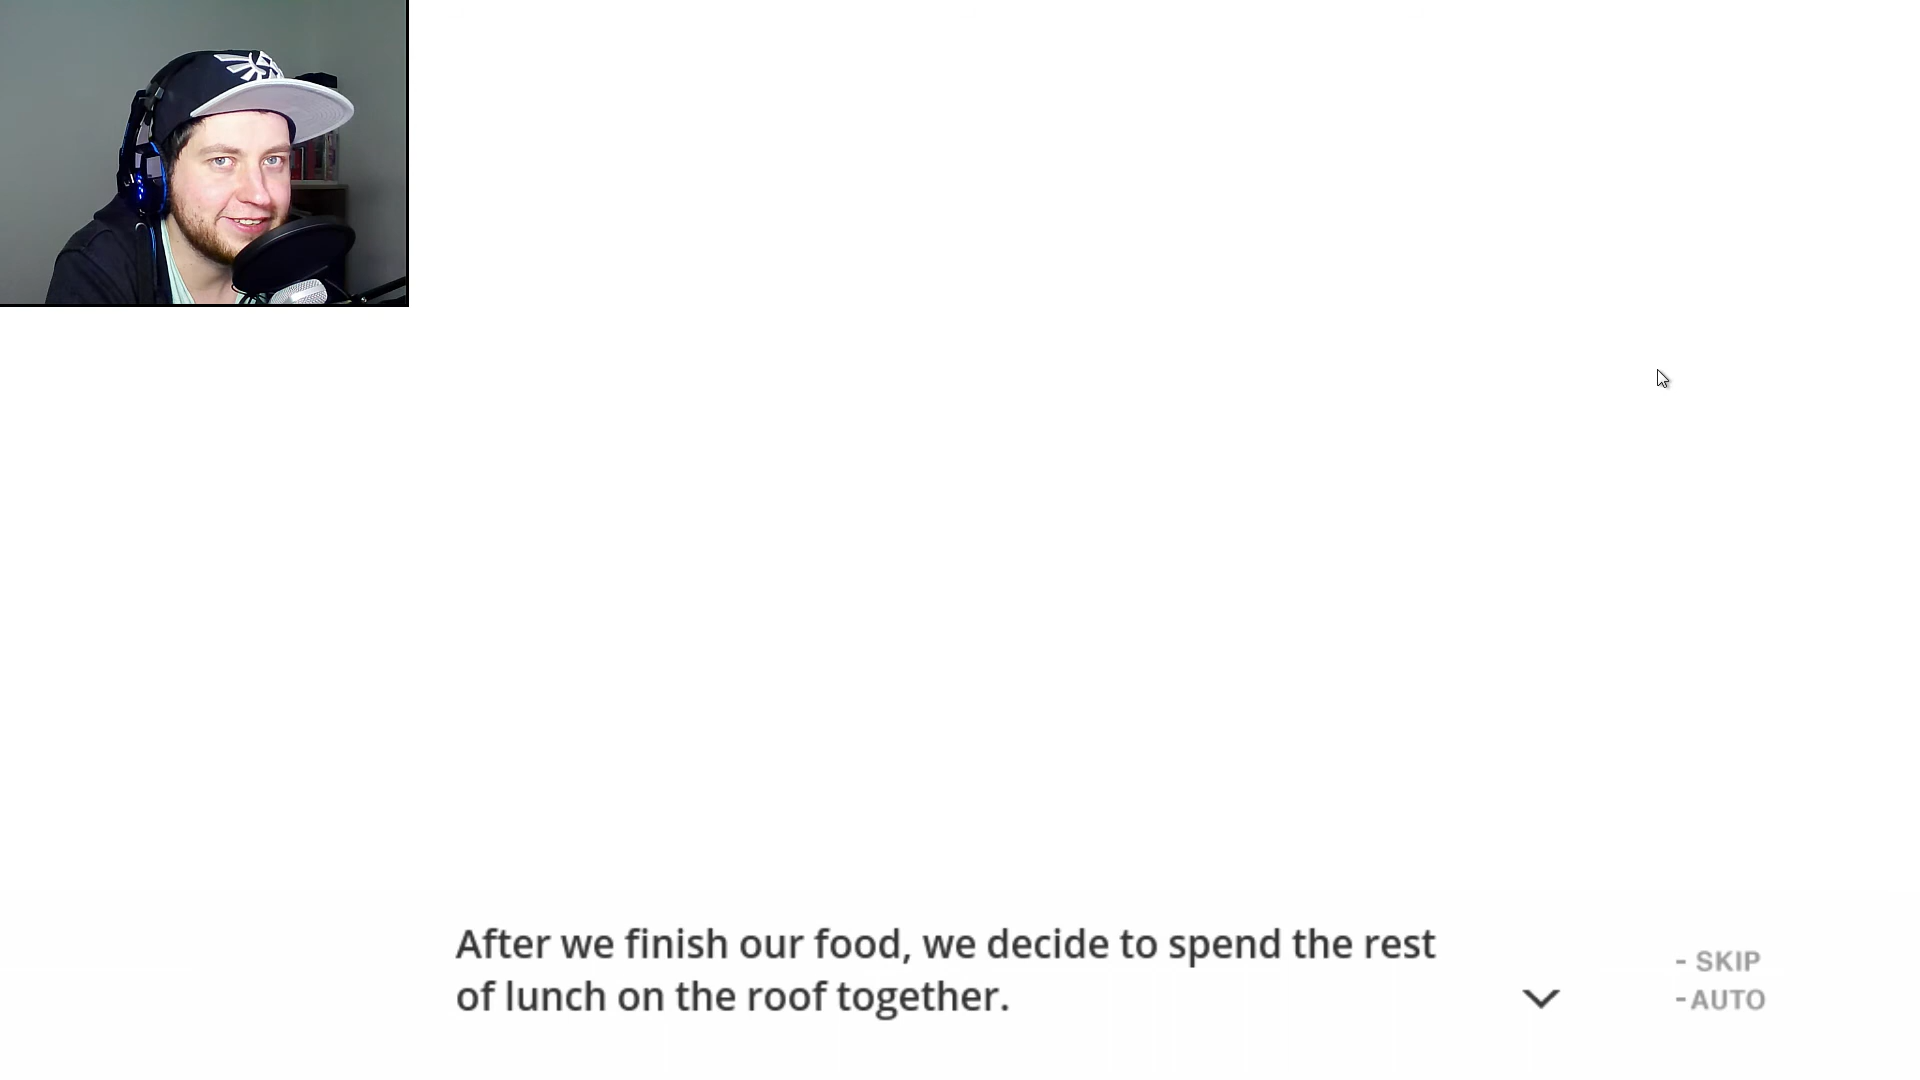 After we finish our food, we decide to spend the rest
of lunch on the roof together.
- SKIP
- AUTO